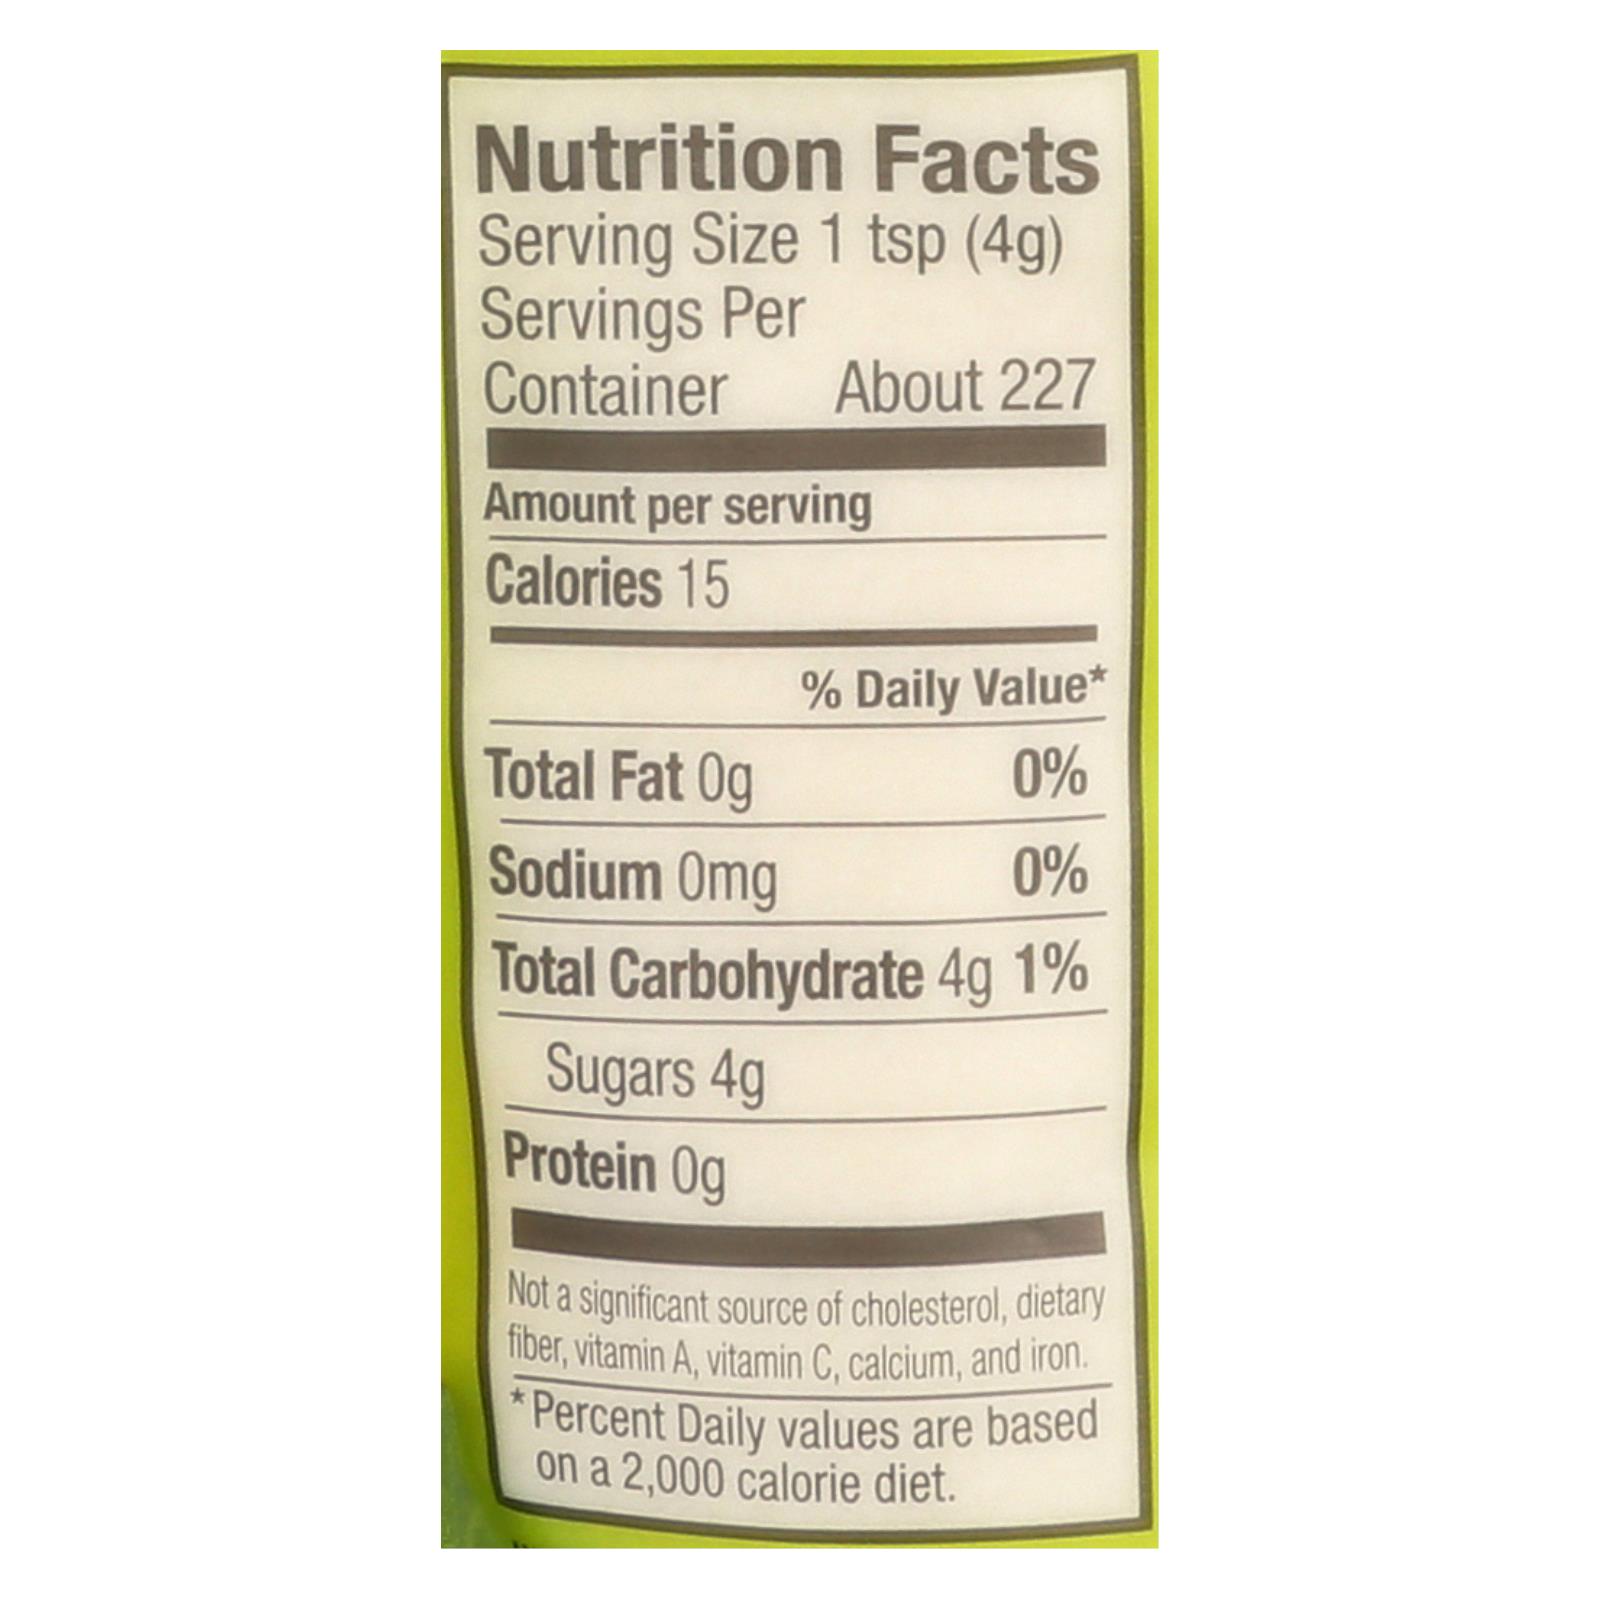 Nutrition Facts
Serving Size 1 tsp (4g)
Servings Per
Container About 227
Amount per serving
Calories 15
% Daily Value*
Total Fat 0g 0%
Sodium 0mg 0%
Total Carbohydrate 4g 1%
Sugars 4g
Protein 0g
Not a significant source of cholesterol, dietary
fiber, vitamin A, vitamin C, calcium, and iron.
* Percent Daily values are based
on a 2,000 calorie diet.